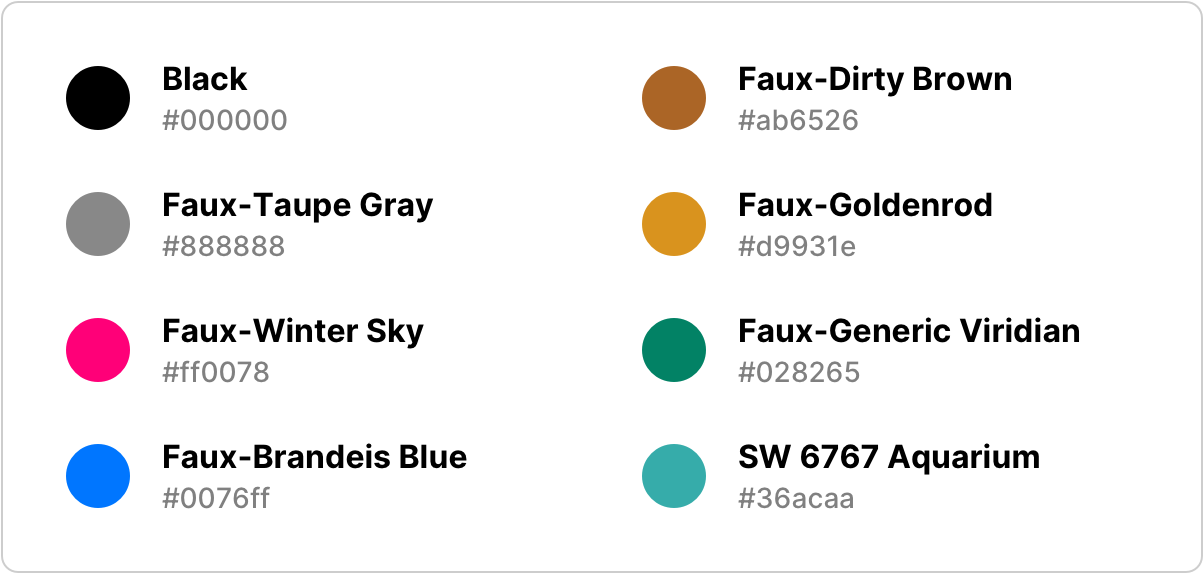 Black
#000000
Faux-Taupe Gray
#888888
Faux-Winter Sky
#ff0078
Faux-Brandeis Blue
#0076ff
Faux-Dirty Brown
#ab6526
Faux-Goldenrod
#d9931e
Faux-Generic Viridian
#028265
SW 6767 Aquarium
#36acaa